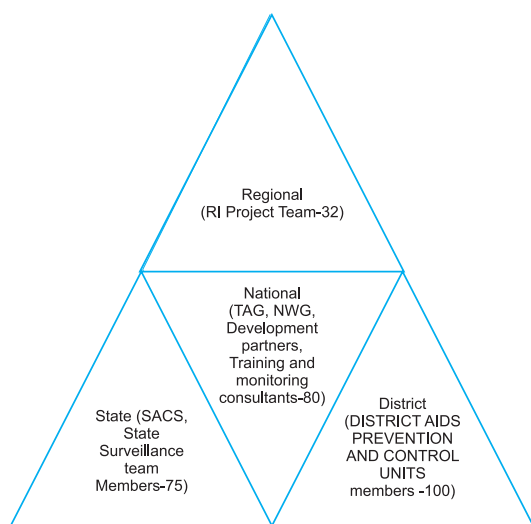 Regional
(RI Project Team-32)
National
(TAG, NWG,
Development
partners,
Training and
monitoring
consultants-80)
State (SACS,
State
Surveillance
team
Members-75)
District
(DISTRICT AIDS
PREVENTION
AND CONTROL
UNITS
members -100)